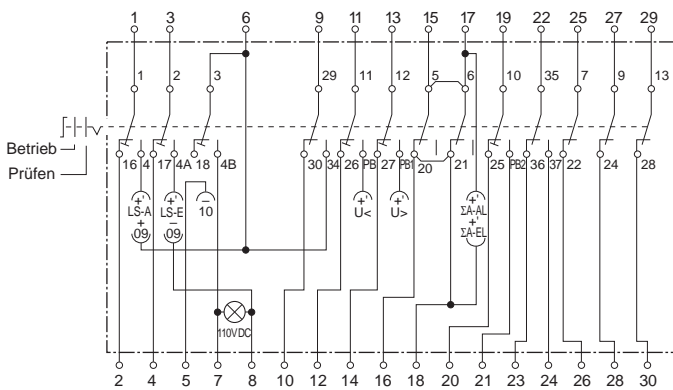 1 3 6 9 11 13 15 17 19 22 25 27 29
1 2 3 29 11 12 5 6 10 35 7 9 13
Betrieb
Prüfen
16 4 17 4A 18 4B 30 34 26 PB 27 PB1 20 21 25 PB2 36 37 22 24 28
+'
LS-A
+
09
+'
LS-E
−
09
−
10
+'
U<
+'
U>
+'
ΣA-AL
+'
ΣA-EL
110VDC
2 4 5 7 8 10 12 14 16 18 20 21 23 24 26 28 30